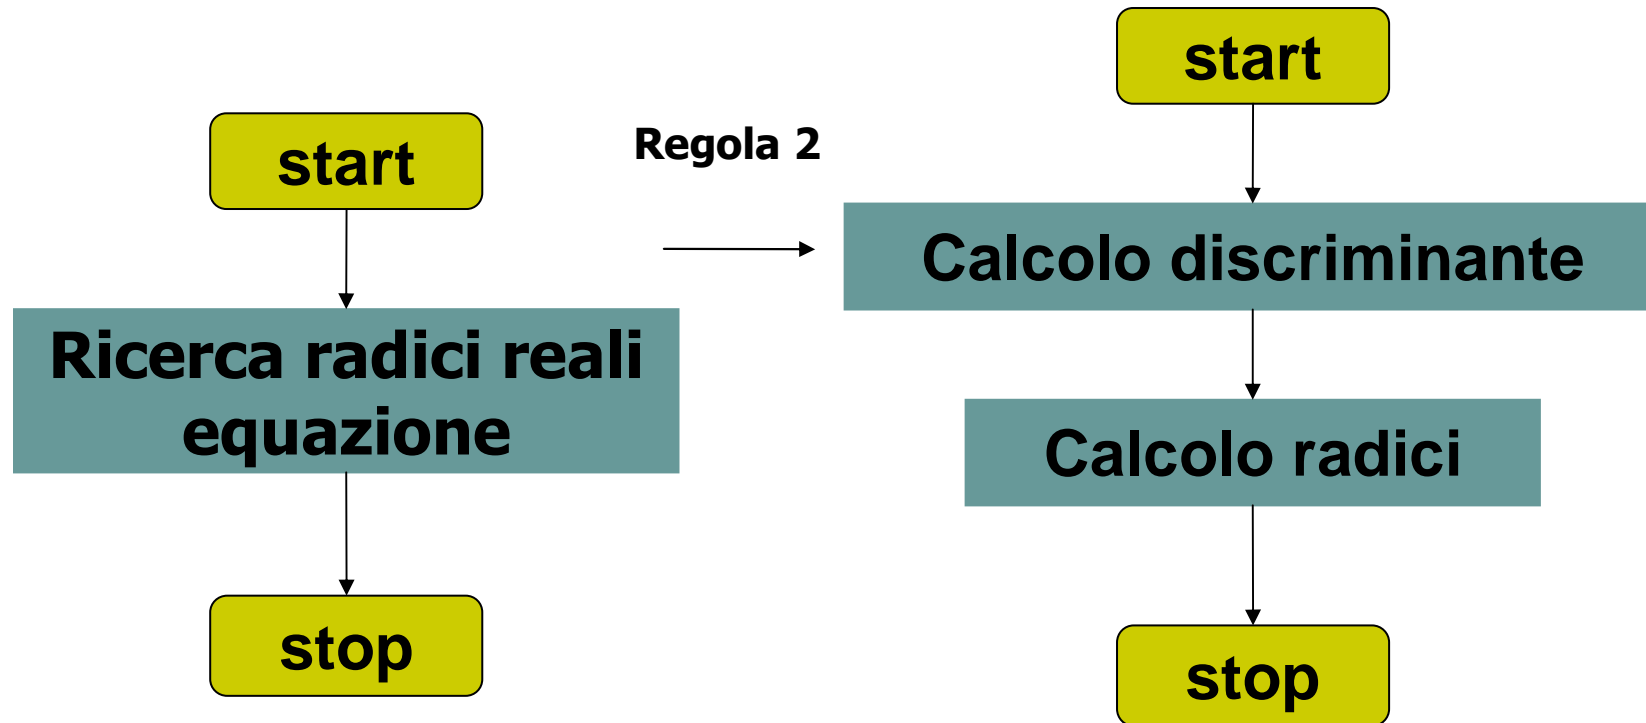 start
Ricerca radici reali
equazione
stop
Regola 2
start
Calcolo discriminante
Calcolo radici
stop